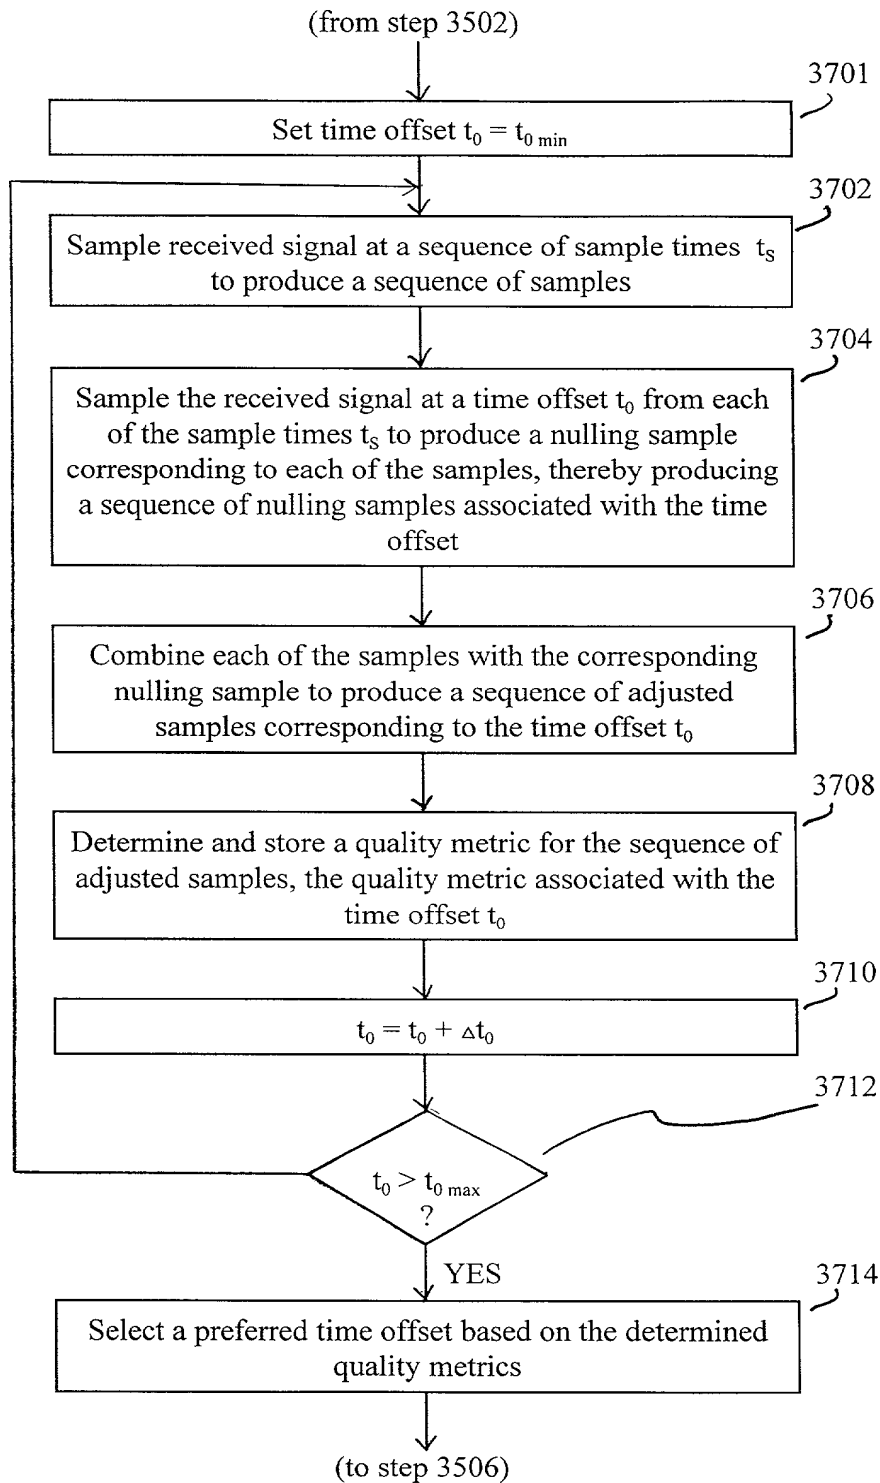 (from step 3502)
3701
Set time offset t₀ = t₀ min
3702
Sample received signal at a sequence of sample times tS
to produce a sequence of samples
3704
Sample the received signal at a time offset t₀ from each
of the sample times tS to produce a nulling sample
corresponding to each of the samples, thereby producing
a sequence of nulling samples associated with the time
offset
3706
Combine each of the samples with the corresponding
nulling sample to produce a sequence of adjusted
samples corresponding to the time offset t₀
3708
Determine and store a quality metric for the sequence of
adjusted samples, the quality metric associated with the
time offset t₀
3710
t₀ = t₀ + Δt₀
3712
t₀ > t₀ max
?
YES
3714
Select a preferred time offset based on the determined
quality metrics
(to step 3506)